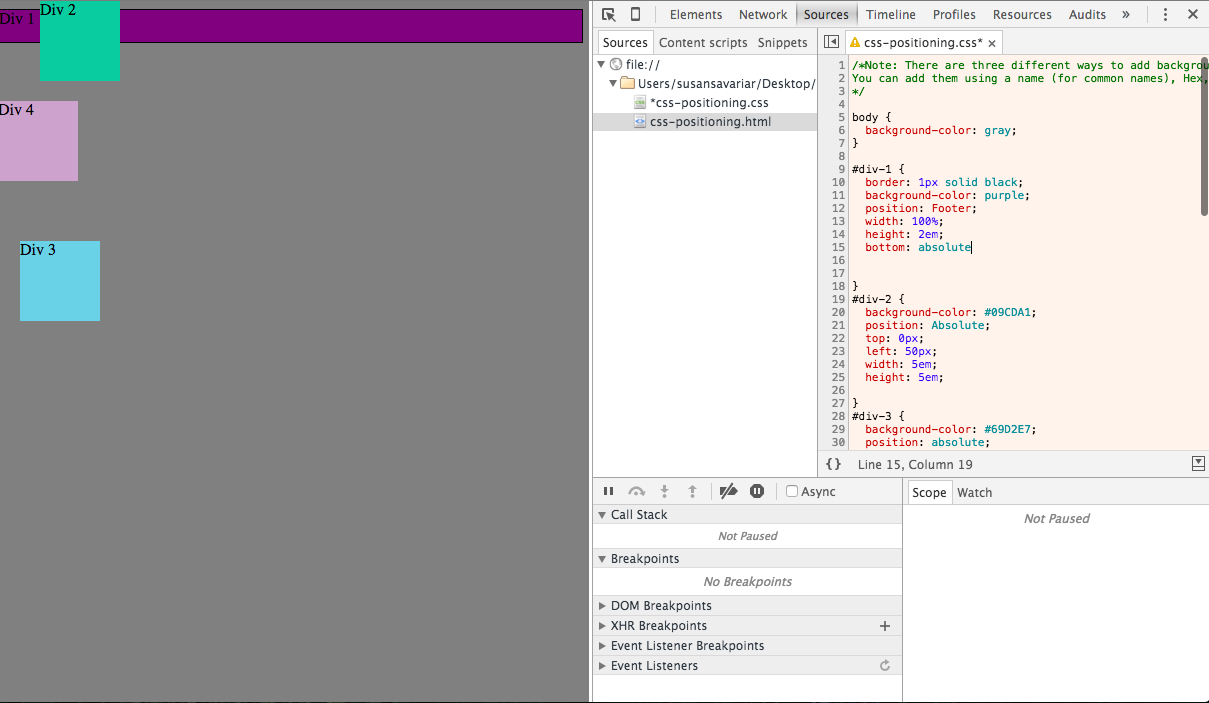 Div 1
Div 2
Div 4
Div 3
Elements Network Sources Timeline Profiles Resources Audits »
Sources Content scripts Snippets
file://
Users/susansavariar/Desktop/
*css-positioning.css
css-positioning.html
css-positioning.css* ×
1 /*Note: There are three different ways to add backgrou
2 You can add them using a name (for common names), Hex,
3 */
4
5 body {
6 background-color: gray;
7 }
8
9 #div-1 {
10 border: 1px solid black;
11 background-color: purple;
12 position: Footer;
13 width: 100%;
14 height: 2em;
15 bottom: absolute
16
17
18 }
19 #div-2 {
20 background-color: #09CDA1;
21 position: Absolute;
22 top: 0px;
23 left: 50px;
24 width: 5em;
25 height: 5em;
26
27 }
28 #div-3 {
29 background-color: #69D2E7;
30 position: absolute;
{} Line 15, Column 19
Async
Call Stack
Not Paused
Breakpoints
No Breakpoints
DOM Breakpoints
XHR Breakpoints +
Event Listener Breakpoints
Event Listeners
Scope Watch
Not Paused